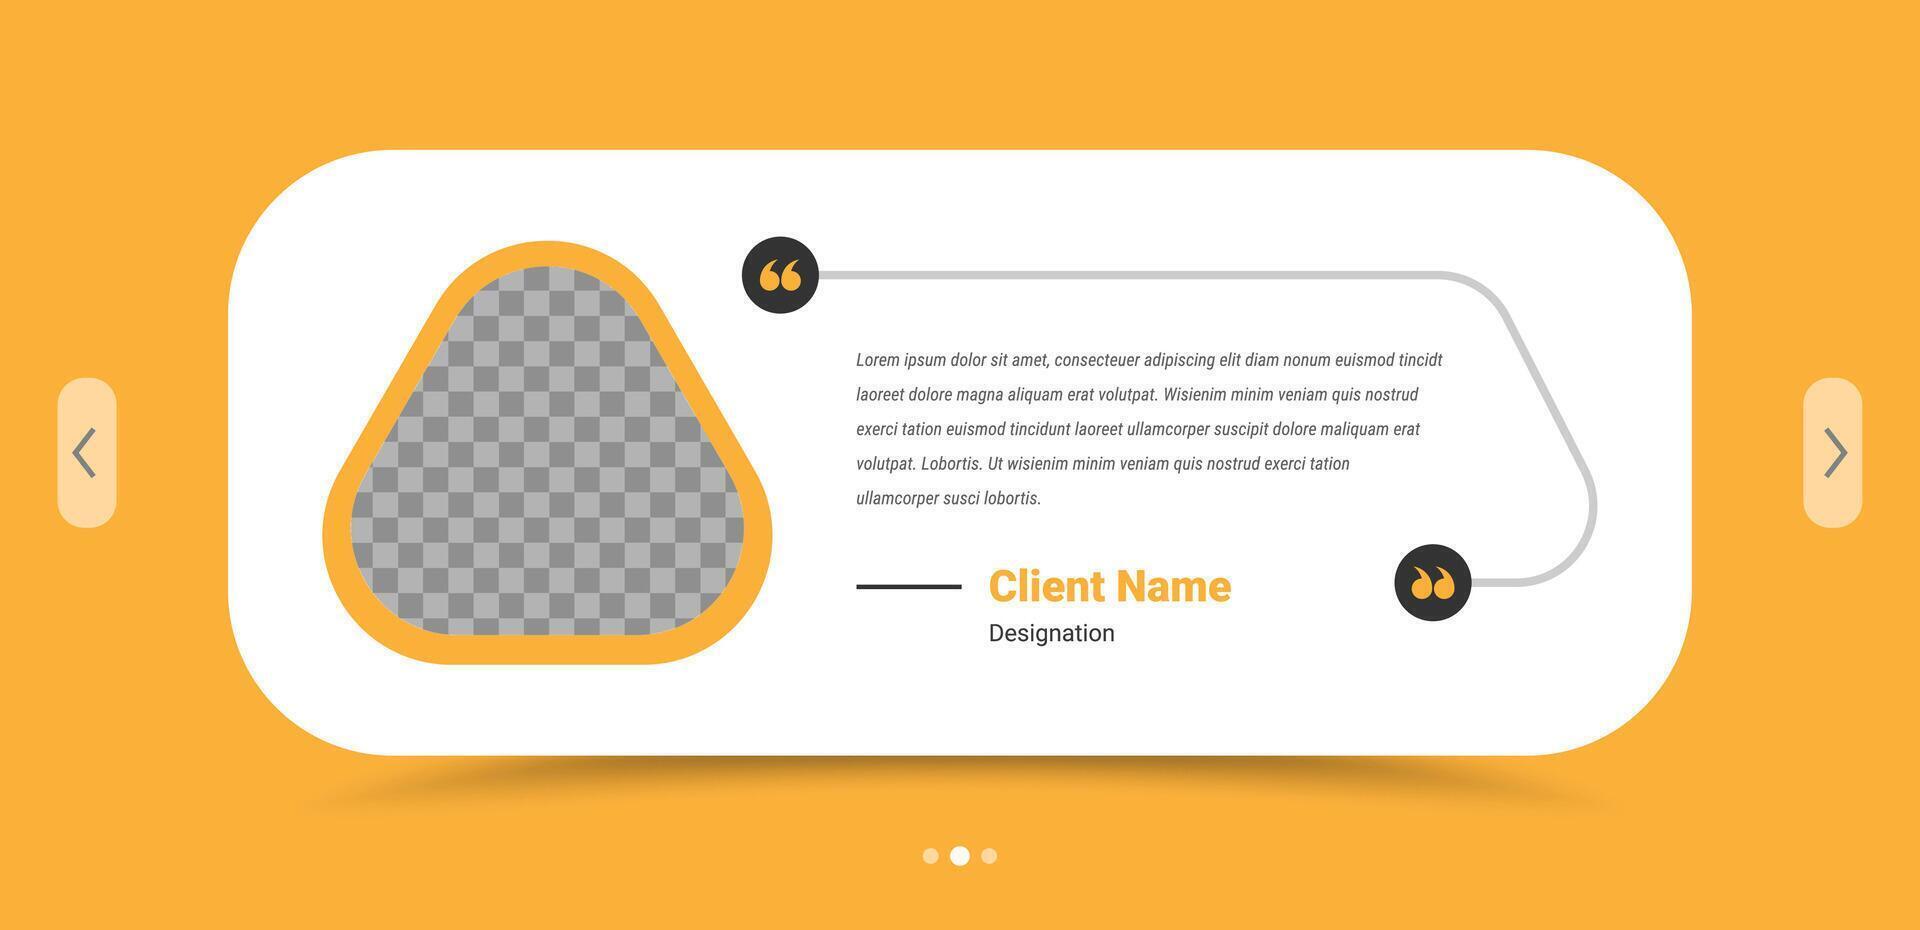 “
Lorem ipsum dolor sit amet, consecteuer adipiscing elit diam nonum euismod tincidt
laoreet dolore magna aliquam erat volutpat. Wisienim minim veniam quis nostrud
exerci tation euismod tincidunt laoreet ullamcorper suscipit dolore maliquam erat
volutpat. Lobortis. Ut wisienim minim veniam quis nostrud exerci tation
ullamcorper susci lobortis.
”
Client Name
Designation